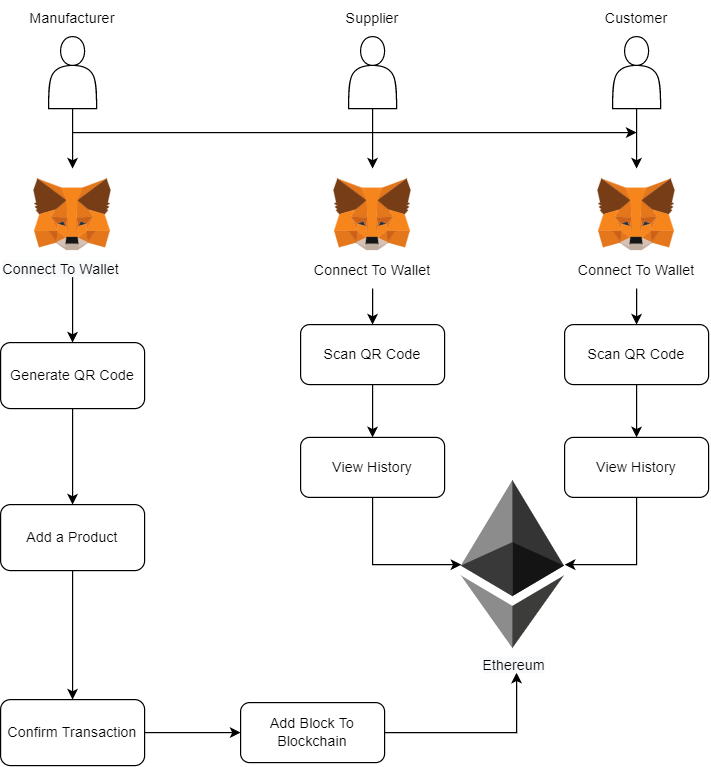 Manufacturer
Supplier
Customer
Connect To Wallet
Connect To Wallet
Connect To Wallet
Scan QR Code
Scan QR Code
Generate QR Code
View History
View History
Add a Product
Ethereum
Confirm Transaction
Add Block To
Blockchain